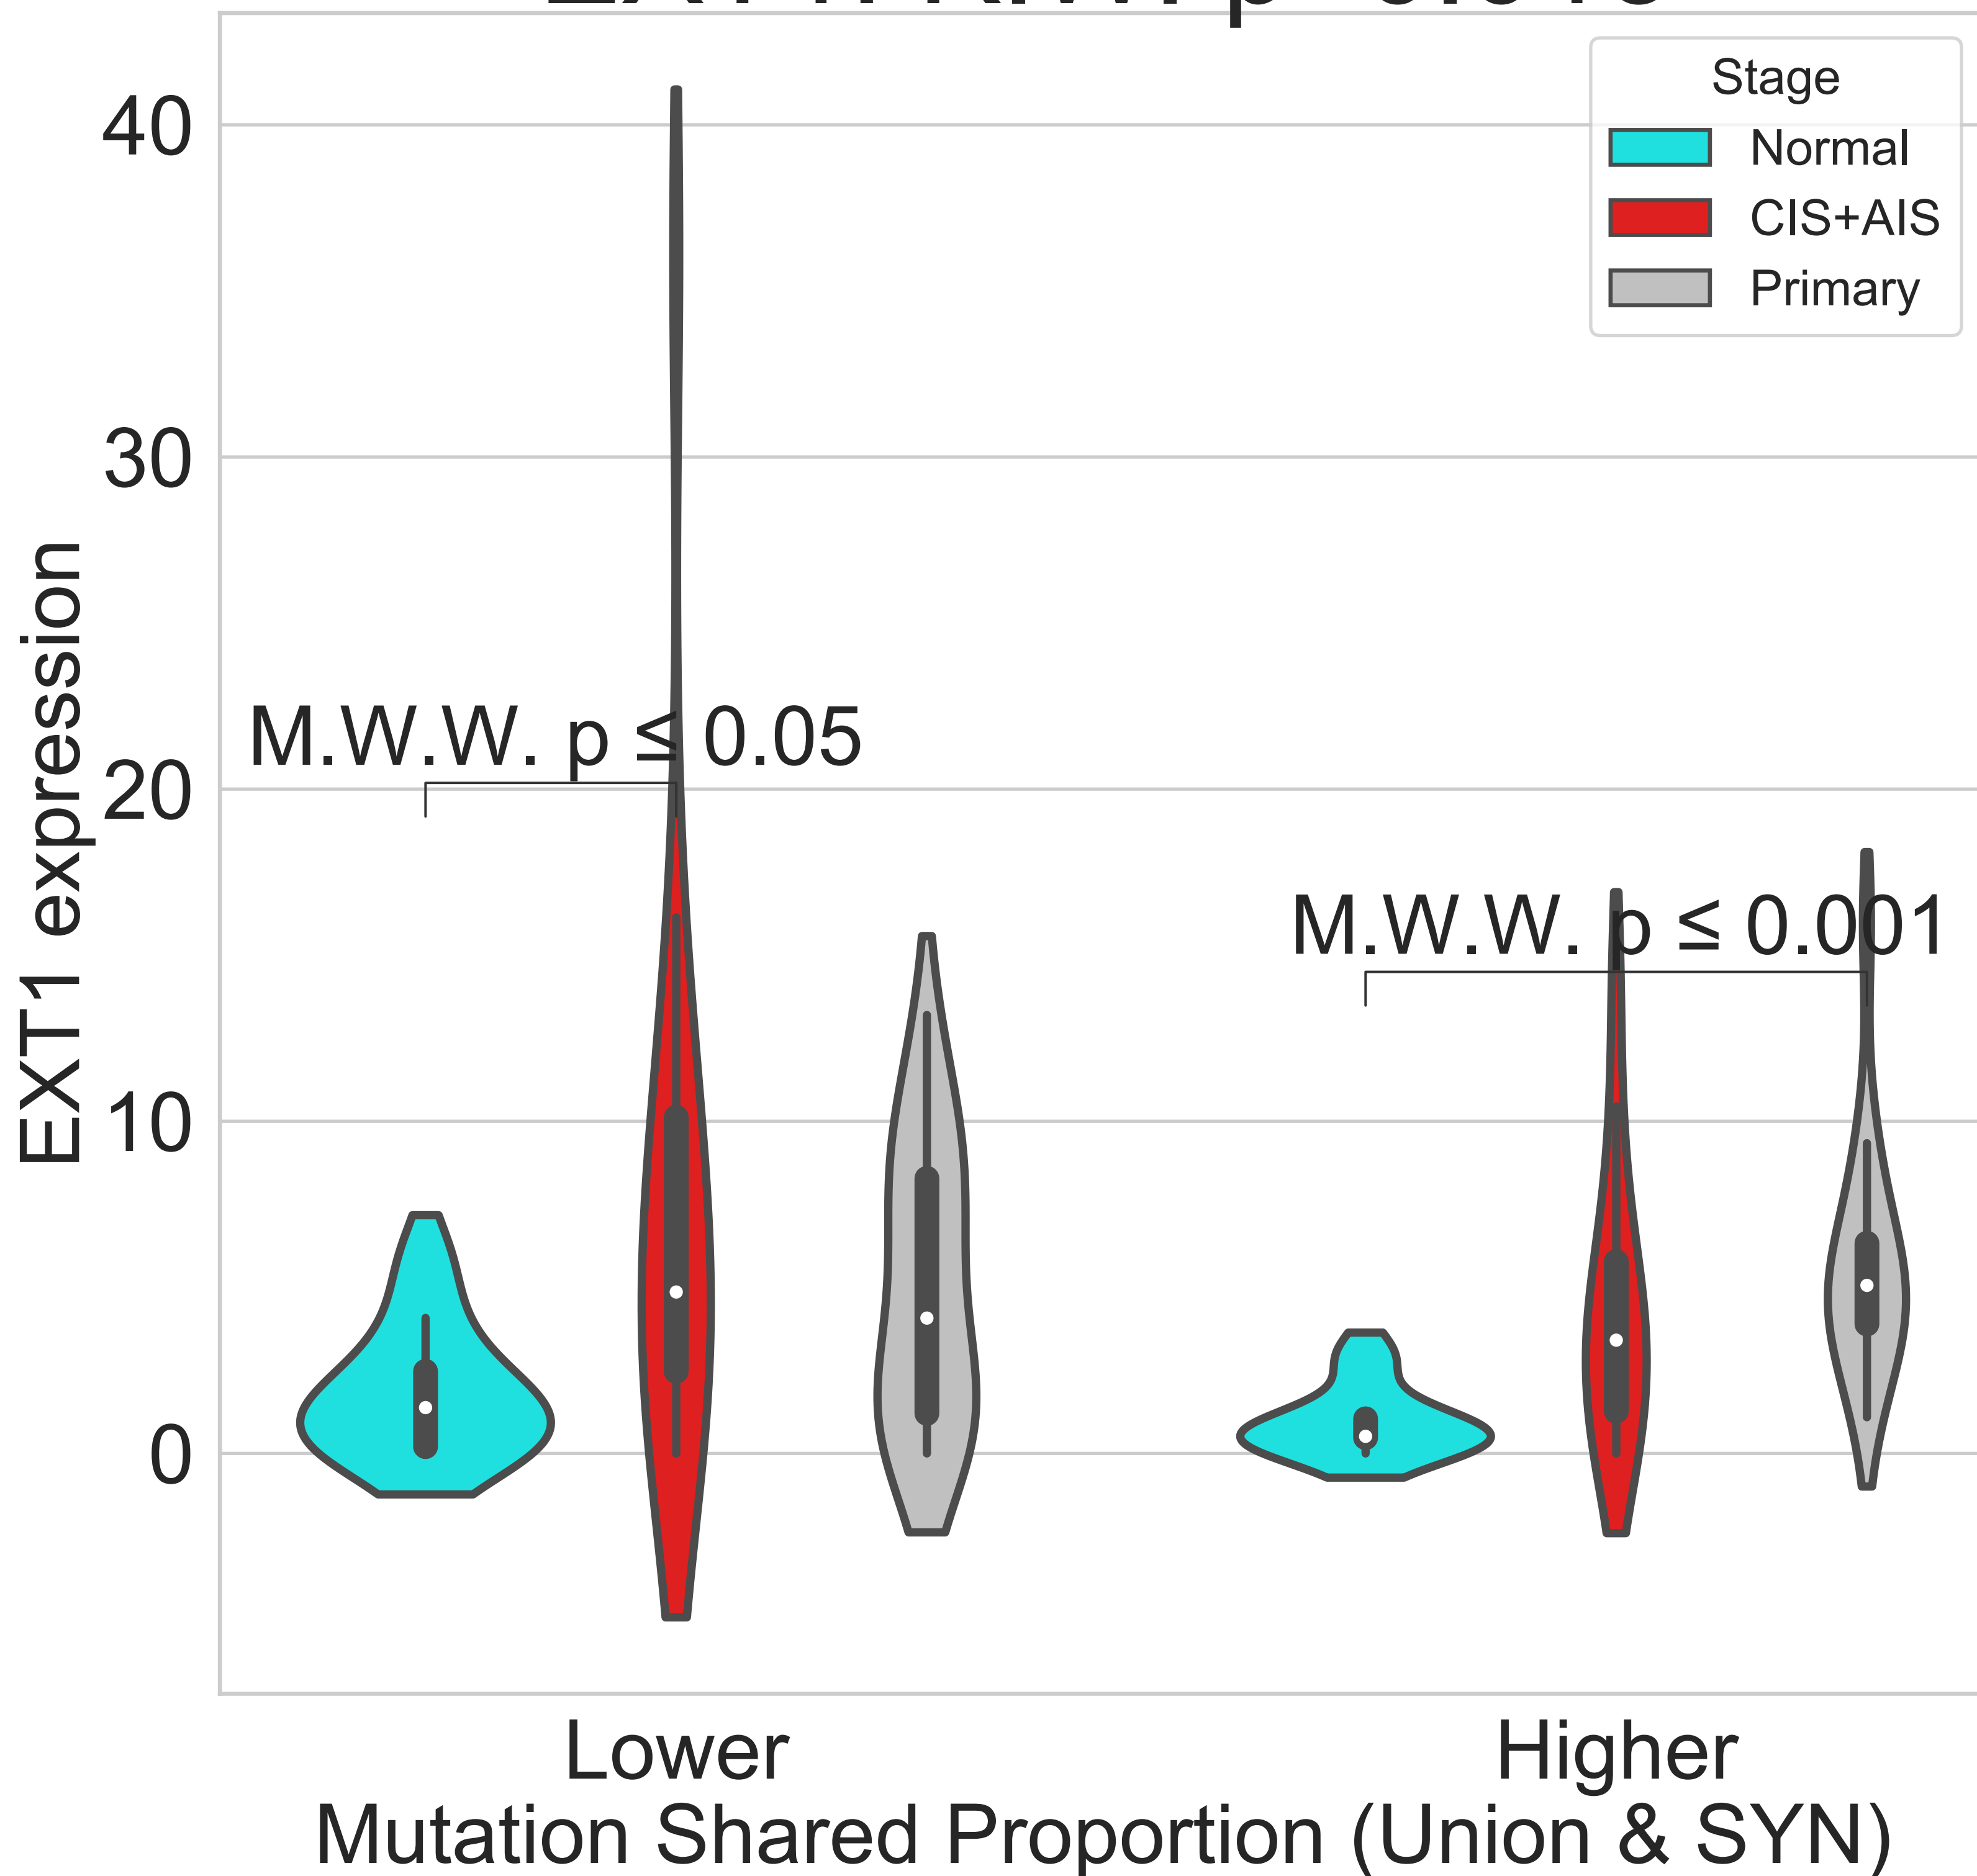 Stage
Normal
CIS+AIS
Primary
40
30
20
10
0
EXT1 expression
M.W.W. p ≤ 0.05
M.W.W. p ≤ 0.001
Lower
Higher
Mutation Shared Proportion (Union & SYN)